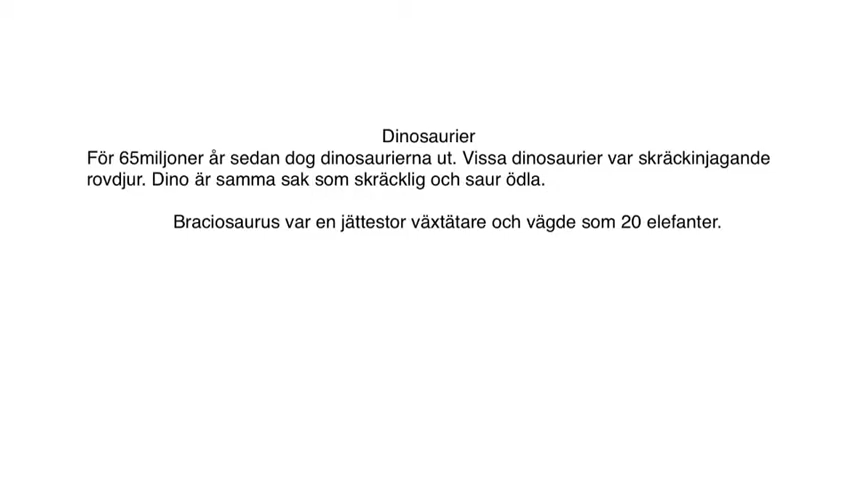 Dinosaurier
För 65miljoner år sedan dog dinosaurierna ut. Vissa dinosaurier var skräckinjagande
rovdjur. Dino är samma sak som skräcklig och saur ödla.
Braciosaurus var en jättestor växtätare och vägde som 20 elefanter.